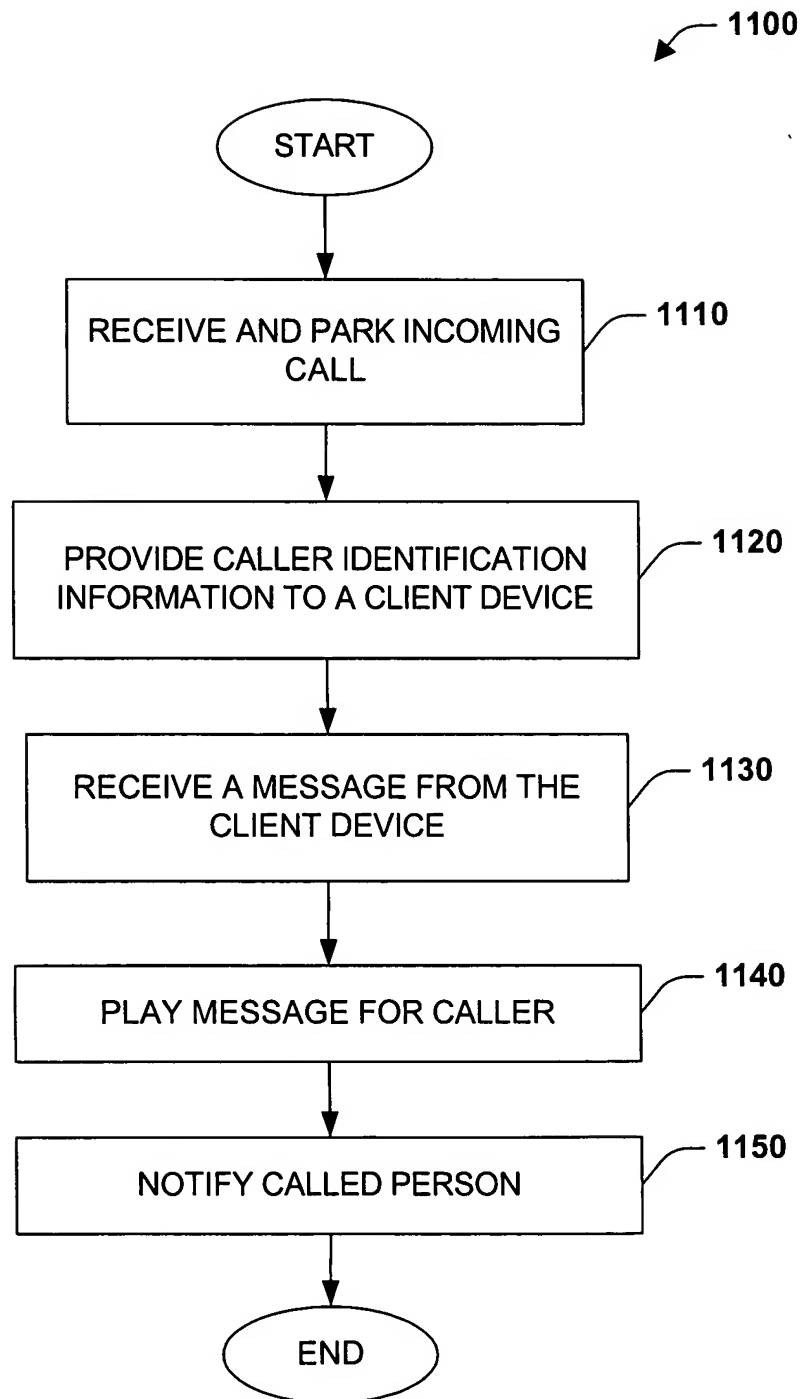 1100
START
RECEIVE AND PARK INCOMING
CALL
1110
PROVIDE CALLER IDENTIFICATION
INFORMATION TO A CLIENT DEVICE
1120
RECEIVE A MESSAGE FROM THE
CLIENT DEVICE
1130
PLAY MESSAGE FOR CALLER
1140
NOTIFY CALLED PERSON
1150
END